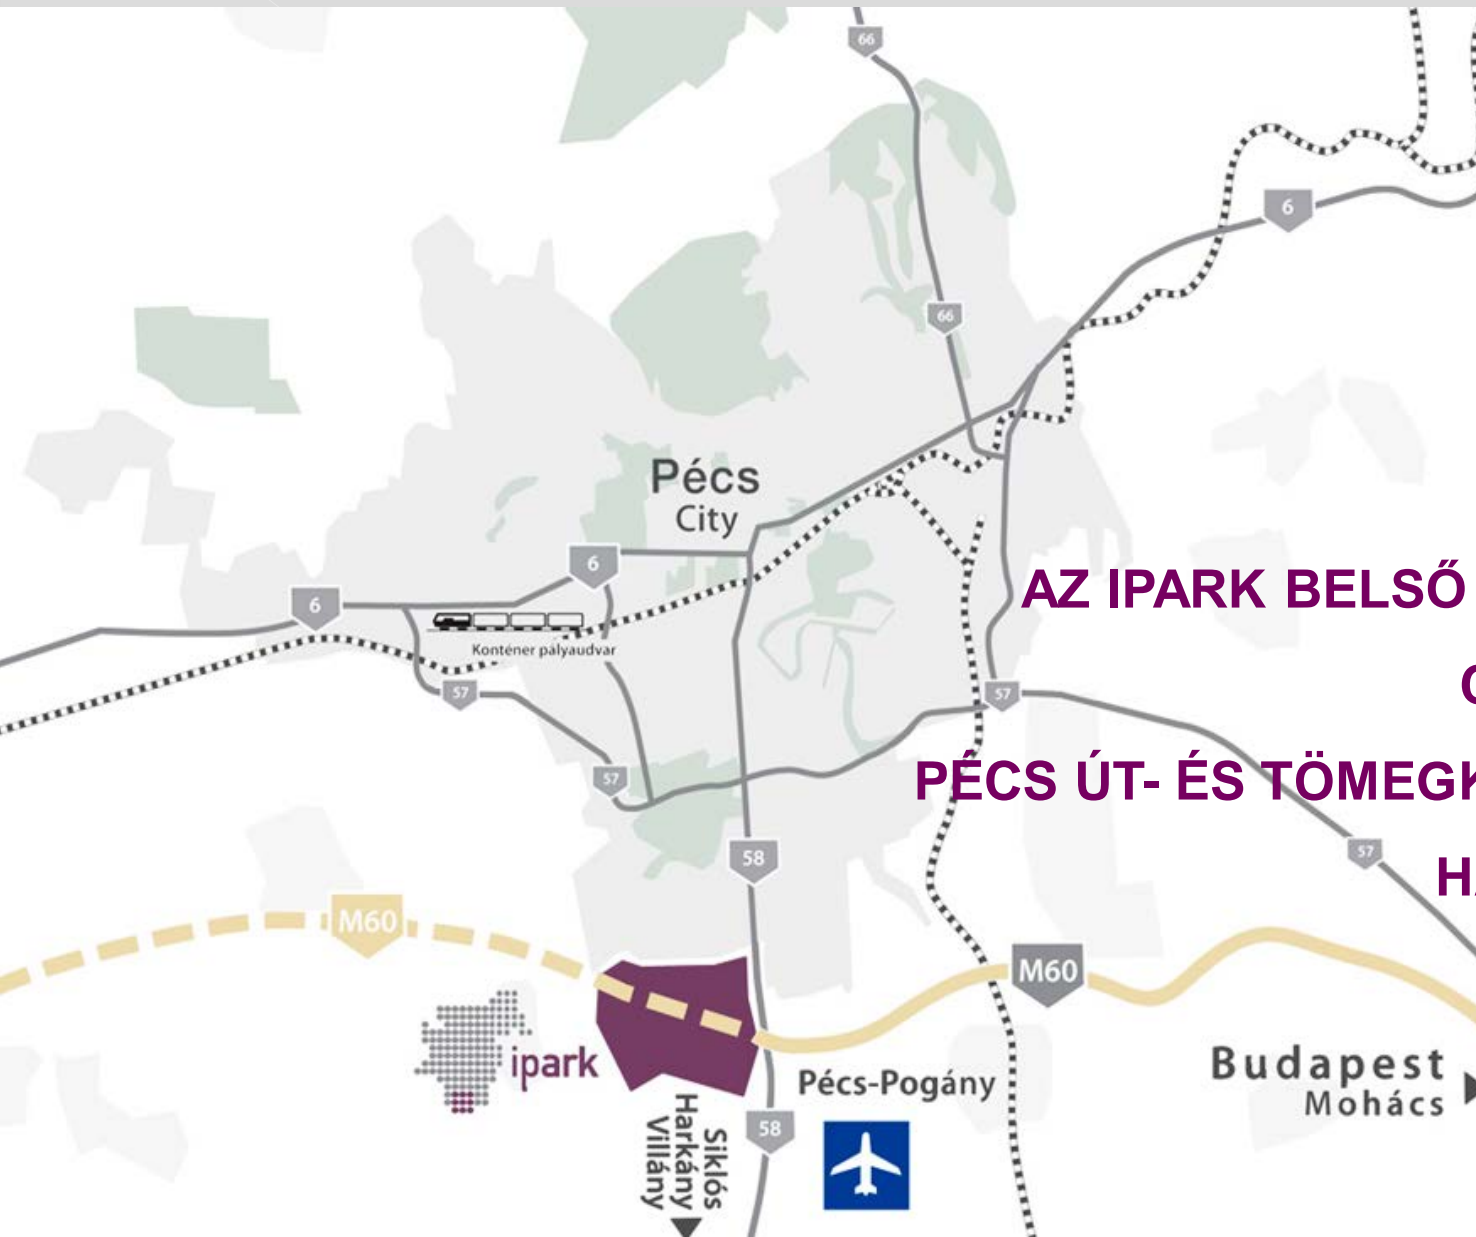 66
6
66
Pécs
City
6
6
AZ IPARK BELSŐ
Konténer pályaudvar
57
57
57
PÉCS ÚT- ÉS TÖMEGK
58
57
M60
M60
ipark
Pécs-Pogány
Budapest
Mohács
58
Siklós
Harkány
Villány